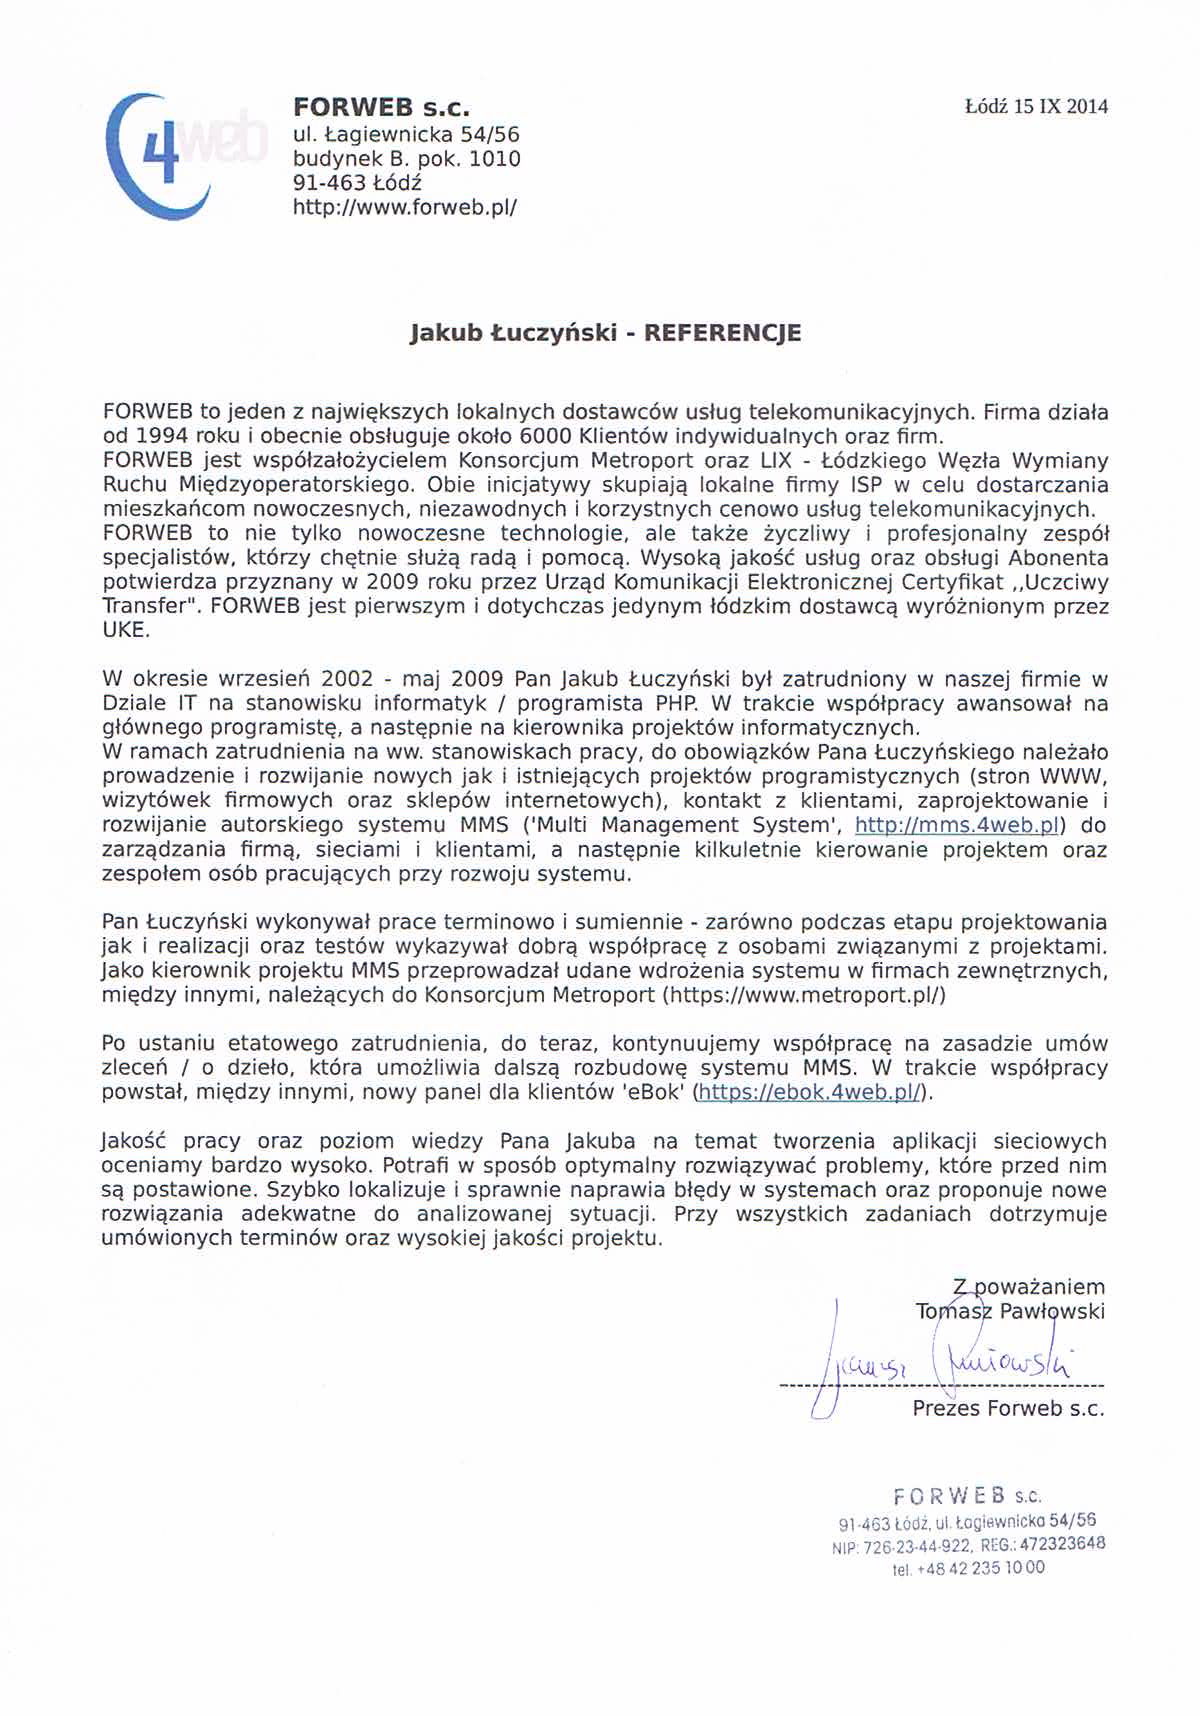 4web
FORWEB s.c.
ul. Łagiewnicka 54/56
budynek B. pok. 1010
91-463 Łódź
http://www.forweb.pl/
Łódź 15 IX 2014
Jakub Łuczyński - REFERENCJE
FORWEB to jeden z największych lokalnych dostawców usług telekomunikacyjnych. Firma działa
od 1994 roku i obecnie obsługuje około 6000 Klientów indywidualnych oraz firm.
FORWEB jest współzałożycielem Konsorcjum Metroport oraz LIX - Łódzkiego Węzła Wymiany
Ruchu Międzyoperatorskiego. Obie inicjatywy skupiają lokalne firmy ISP w celu dostarczania
mieszkańcom nowoczesnych, niezawodnych i korzystnych cenowo usług telekomunikacyjnych.
FORWEB to nie tylko nowoczesne technologie, ale także życzliwy i profesjonalny zespół
specjalistów, którzy chętnie służą radą i pomocą. Wysoką jakość usług oraz obsługi Abonenta
potwierdza przyznany w 2009 roku przez Urząd Komunikacji Elektronicznej Certyfikat ,,Uczciwy
Transfer". FORWEB jest pierwszym i dotychczas jedynym łódzkim dostawcą wyróżnionym przez
UKE.
W okresie wrzesień 2002 - maj 2009 Pan Jakub Łuczyński był zatrudniony w naszej firmie w
Dziale IT na stanowisku informatyk / programista PHP. W trakcie współpracy awansował na
głównego programistę, a następnie na kierownika projektów informatycznych.
W ramach zatrudnienia na ww. stanowiskach pracy, do obowiązków Pana Łuczyńskiego należało
prowadzenie i rozwijanie nowych jak i istniejących projektów programistycznych (stron WWW,
wizytówek firmowych oraz sklepów internetowych), kontakt z klientami, zaprojektowanie i
rozwijanie autorskiego systemu MMS ('Multi Management System', http://mms.4web.pl) do
zarządzania firmą, sieciami i klientami, a następnie kilkuletnie kierowanie projektem oraz
zespołem osób pracujących przy rozwoju systemu.
Pan Łuczyński wykonywał prace terminowo i sumiennie - zarówno podczas etapu projektowania
jak i realizacji oraz testów wykazywał dobrą współpracę z osobami związanymi z projektami.
Jako kierownik projektu MMS przeprowadzał udane wdrożenia systemu w firmach zewnętrznych,
między innymi, należących do Konsorcjum Metroport (https://www.metroport.pl/)
Po ustaniu etatowego zatrudnienia, do teraz, kontynuujemy współpracę na zasadzie umów
zleceń / o dzieło, która umożliwia dalszą rozbudowę systemu MMS. W trakcie współpracy
powstał, między innymi, nowy panel dla klientów 'eBok' (https://ebok.4web.pl/).
Jakość pracy oraz poziom wiedzy Pana Jakuba na temat tworzenia aplikacji sieciowych
oceniamy bardzo wysoko. Potrafi w sposób optymalny rozwiązywać problemy, które przed nim
są postawione. Szybko lokalizuje i sprawnie naprawia błędy w systemach oraz proponuje nowe
rozwiązania adekwatne do analizowanej sytuacji. Przy wszystkich zadaniach dotrzymuje
umówionych terminów oraz wysokiej jakości projektu.
Z poważaniem
Tomasz Pawłowski
Prezes Forweb s.c.
FORWEB s.c.
91-463 Łódź, ul. Łagiewnicka 54/56
NIP: 726-23-44-922, REG.: 472323648
tel. +48 42 235 10 00